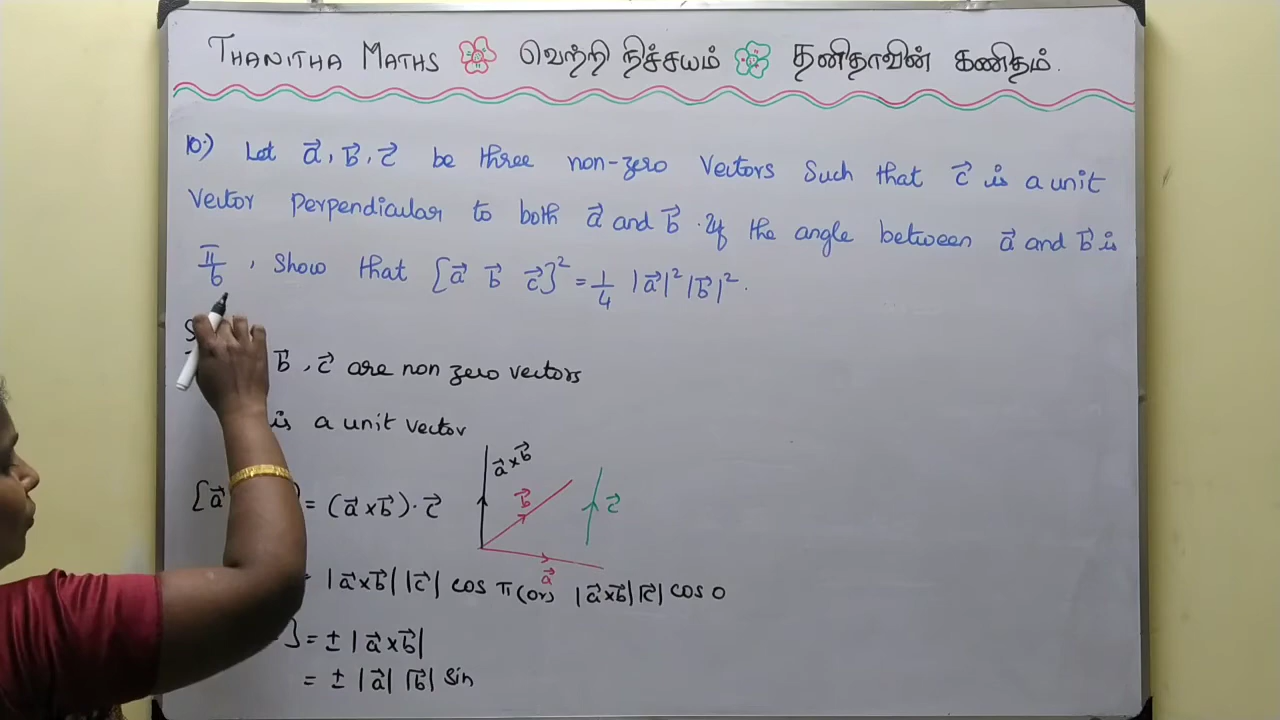 THANITHA MATHS வெற்றி நிச்சயம் தனிதாவின் கணிதம்.
10.) Let a⃗, b⃗, c⃗ be three non-zero vectors Such that c⃗ is a unit
vector perpendicular to both a⃗ and b⃗. If the angle between a⃗ and b⃗ is
π/6, Show that [a⃗ b⃗ c⃗]² = 1/4 |a⃗|² |b⃗|².
b⃗, c⃗ are non zero vectors
is a unit vector
[a⃗ = (a⃗ × b⃗) · c⃗
a⃗ × b⃗
b⃗
c⃗
a⃗
= |a⃗ × b⃗| |c⃗| cos π (or) |a⃗ × b⃗| |c⃗| cos 0
] = ± |a⃗ × b⃗|
= ± |a⃗| |b⃗| Sin